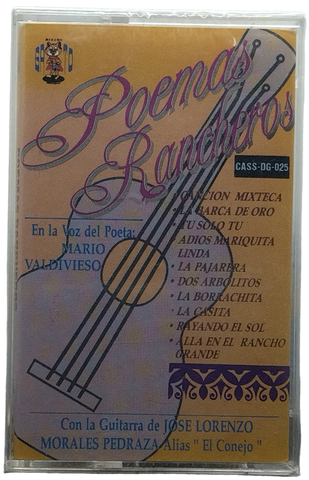 Poemas
Rancheros
CASS-DG-025
En la Voz del Poeta:
MARIO
VALDIVIESO
· CANCION MIXTECA
· LA BARCA DE ORO
· TU SOLO TU
· ADIOS MARIQUITA
LINDA
· LA PAJARERA
· DOS ARBOLITOS
· LA BORRACHITA
· LA CASITA
· RAYANDO EL SOL
· ALLA EN EL RANCHO
GRANDE
Con la Guitarra de JOSE LORENZO
MORALES PEDRAZA Alias " El Conejo "